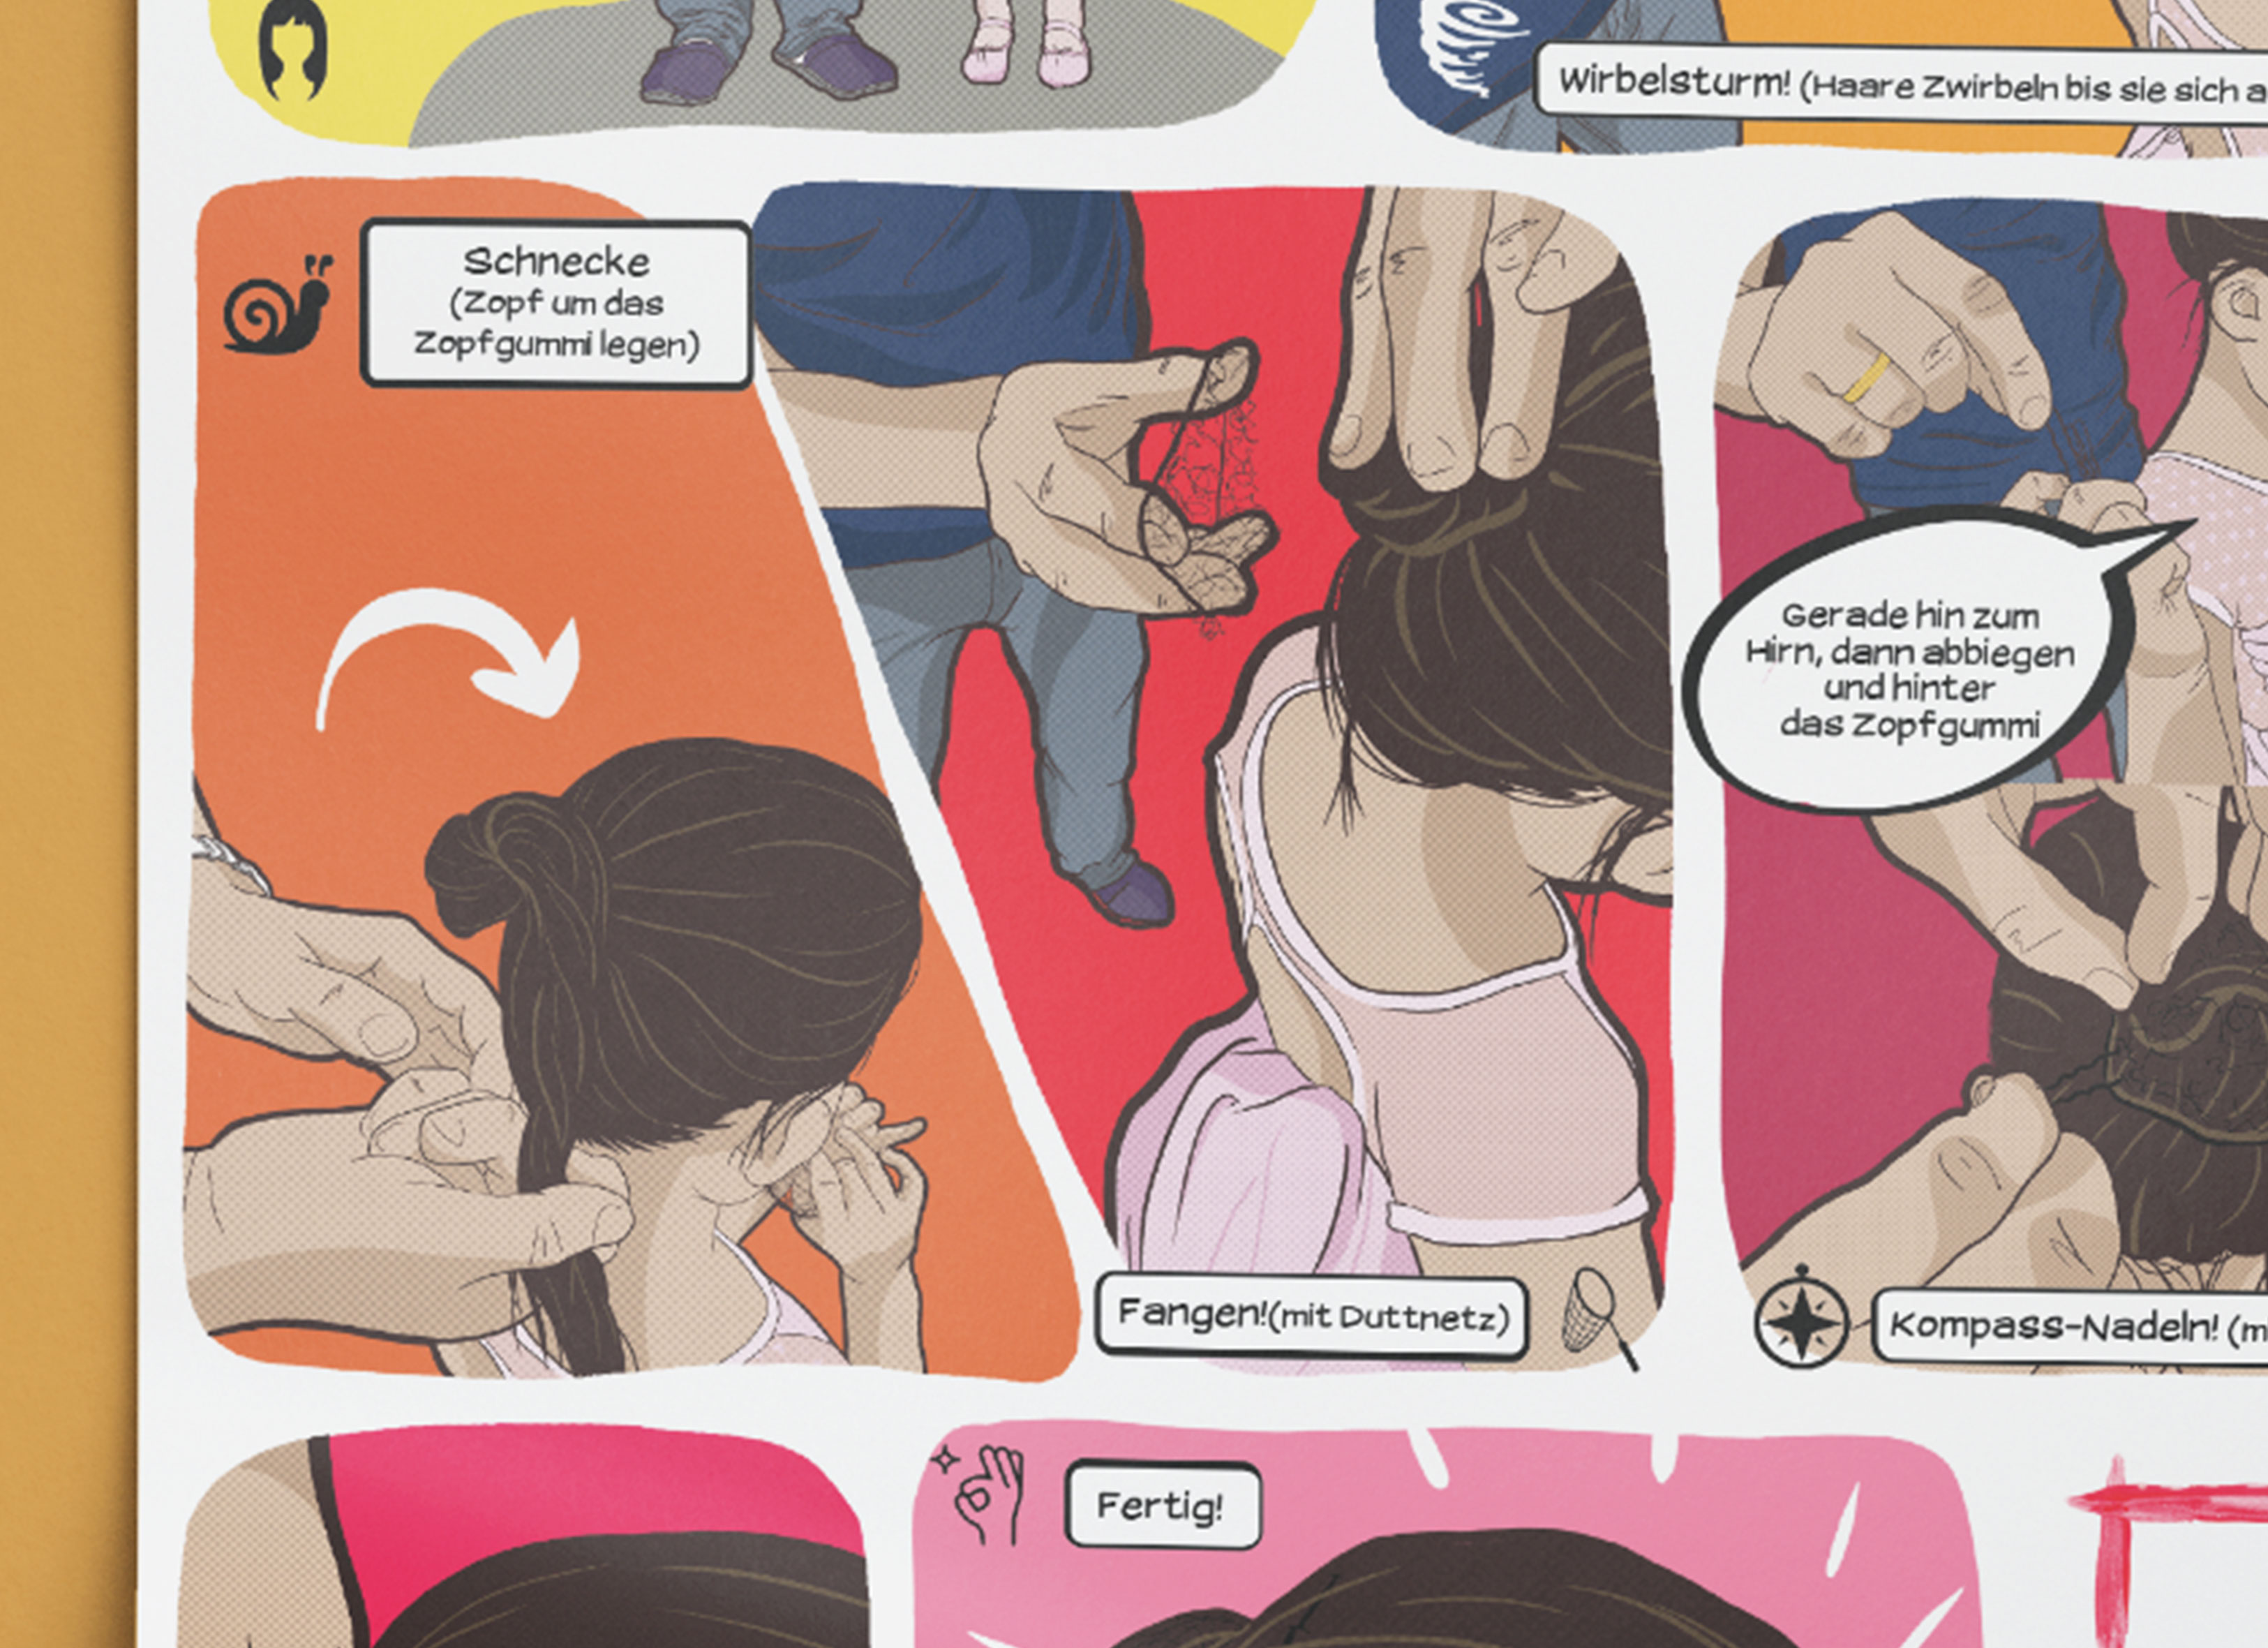 Wirbelsturm! (Haare Zwirbeln bis sie sich
Schnecke
(Zopf um das
Zopfgummi legen)
Gerade hin zum
Hirn, dann abbiegen
und hinter
das Zopfgummi
Fangen!(mit Duttnetz)
Kompass-Nadeln!
Fertig!